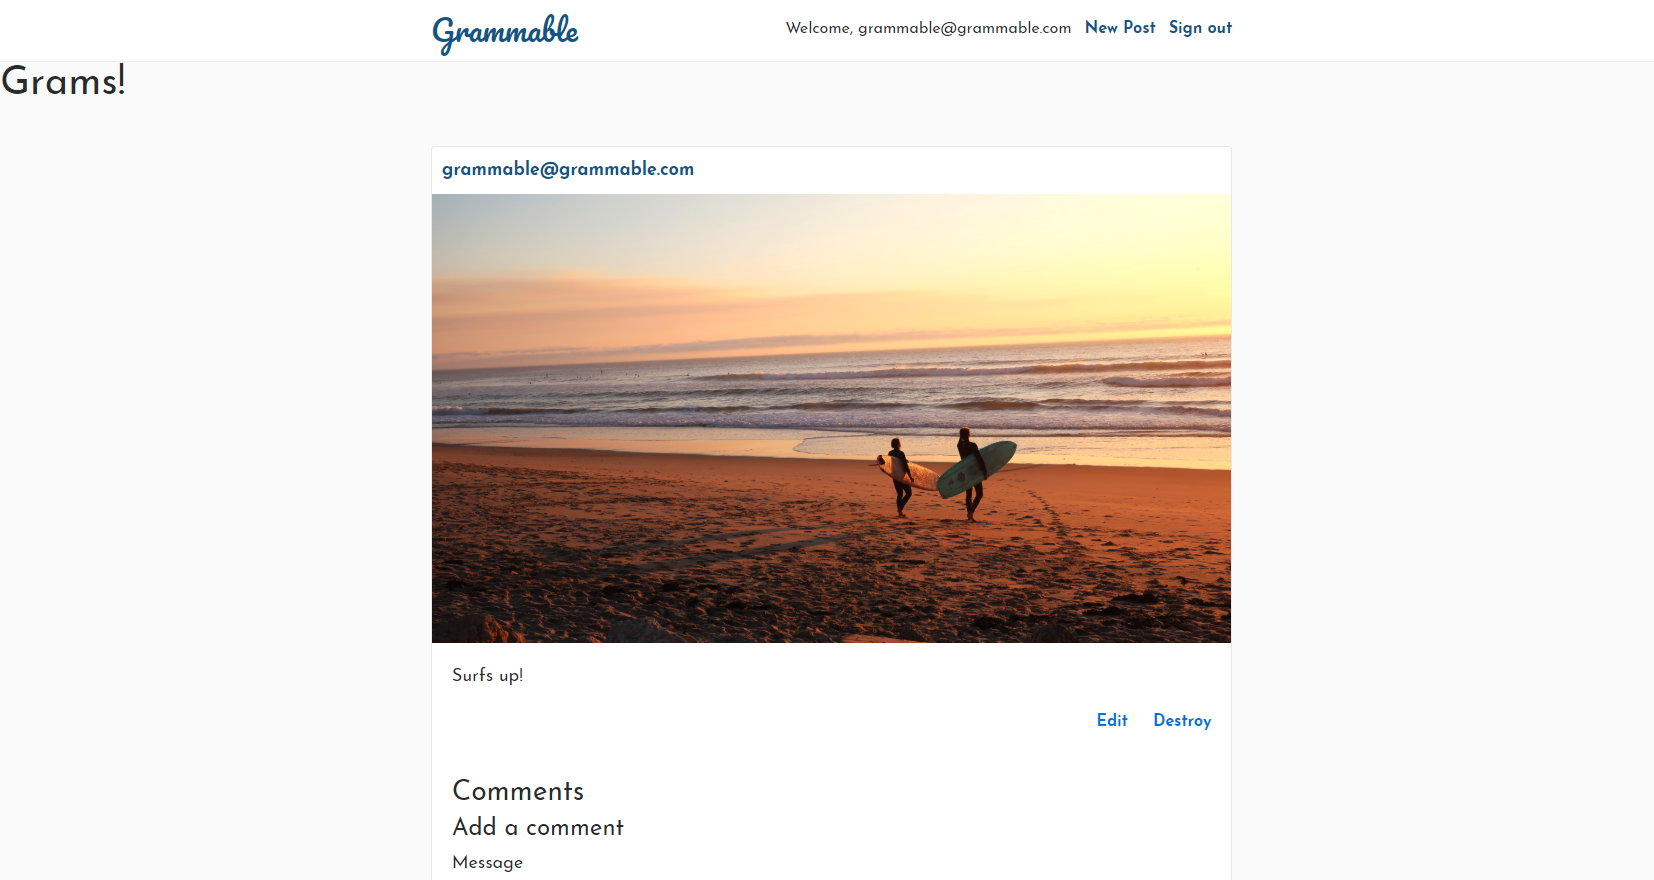 Grammable
Welcome, grammable@grammable.com New Post Sign out
Grams!
grammable@grammable.com
Surfs up!
Edit Destroy
Comments
Add a comment
Message